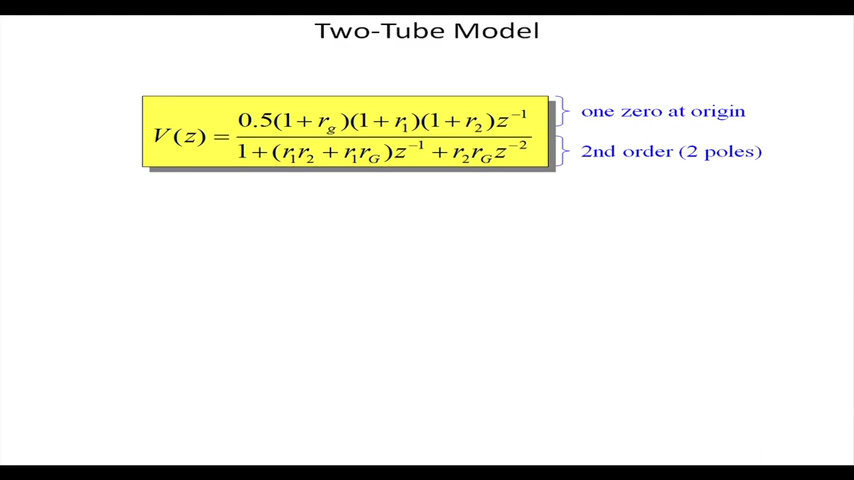 Two-Tube Model
V(z) = 0.5(1 + r_g)(1 + r_1)(1 + r_2)z^{-1} / 1 + (r_1r_2 + r_1r_G)z^{-1} + r_2r_Gz^{-2}
one zero at origin
2nd order (2 poles)